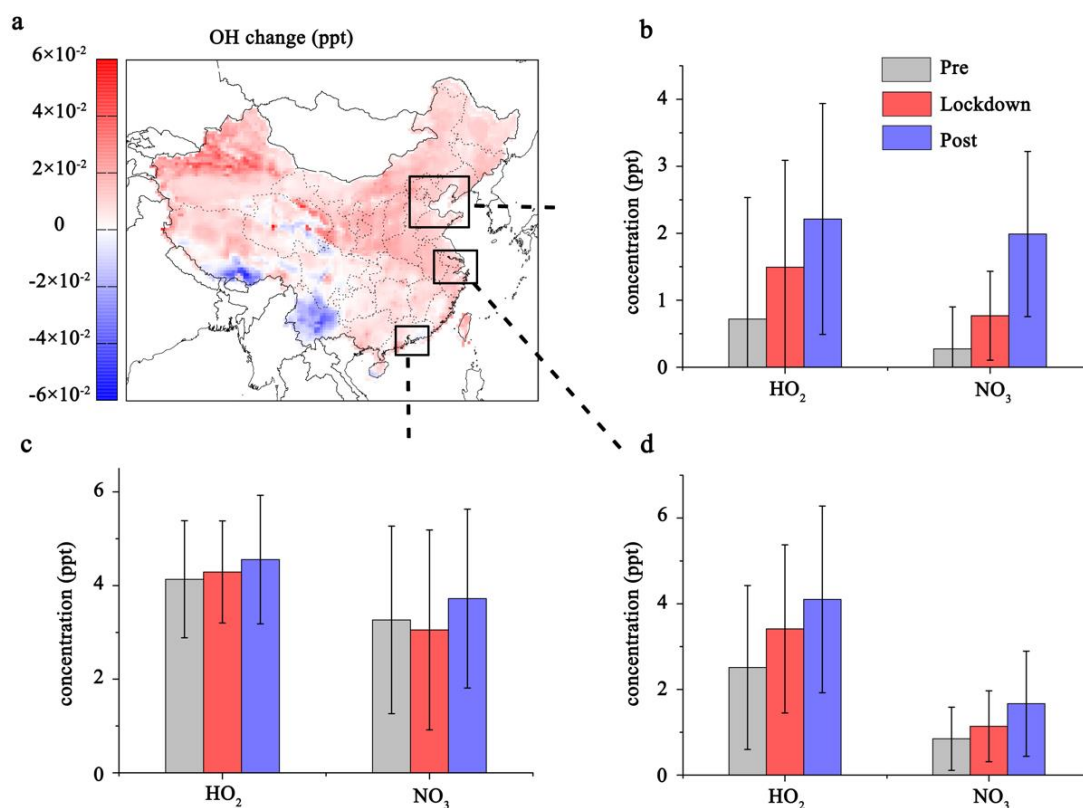 a
OH change (ppt)
6×10⁻²
4×10⁻²
2×10⁻²
0
-2×10⁻²
-4×10⁻²
-6×10⁻²
b
Pre
Lockdown
Post
4
3
2
1
0
concentration (ppt)
HO₂ NO₃
c
6
4
2
0
concentration (ppt)
HO₂ NO₃
d
6
4
2
0
concentration (ppt)
HO₂ NO₃